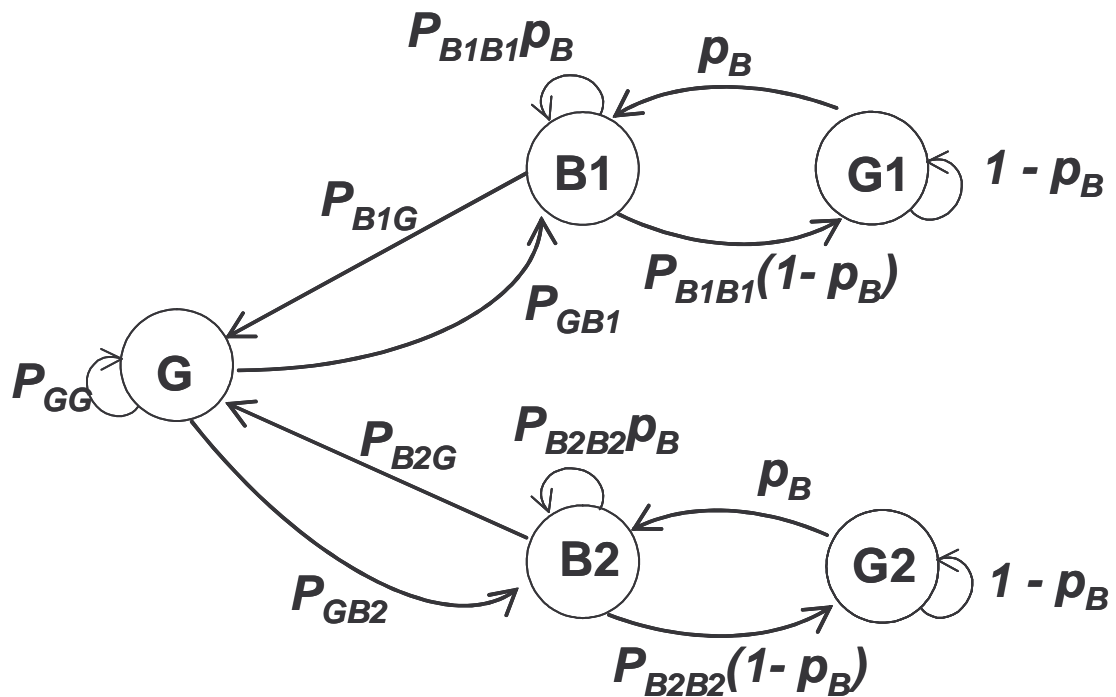 P_{B1B1}p_B
p_B
B1
G1
1 - p_B
P_{B1G}
P_{B1B1}(1- p_B)
P_{GB1}
G
P_{GG}
P_{B2B2}p_B
P_{B2G}
p_B
B2
G2
1 - p_B
P_{GB2}
P_{B2B2}(1- p_B)